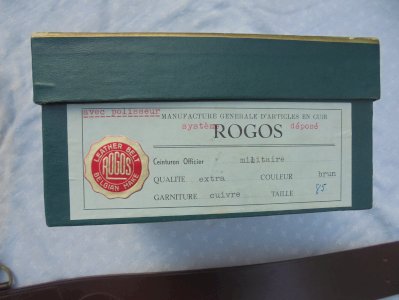 avec polisseur
MANUFACTURE GENERALE D'ARTICLES EN CUIR
système ROGOS déposé
Ceinturon Officier militaire
QUALITE extra COULEUR brun
GARNITURE cuivre TAILLE 85
LEATHER BELT
ROGOS
BELGIAN MAKE